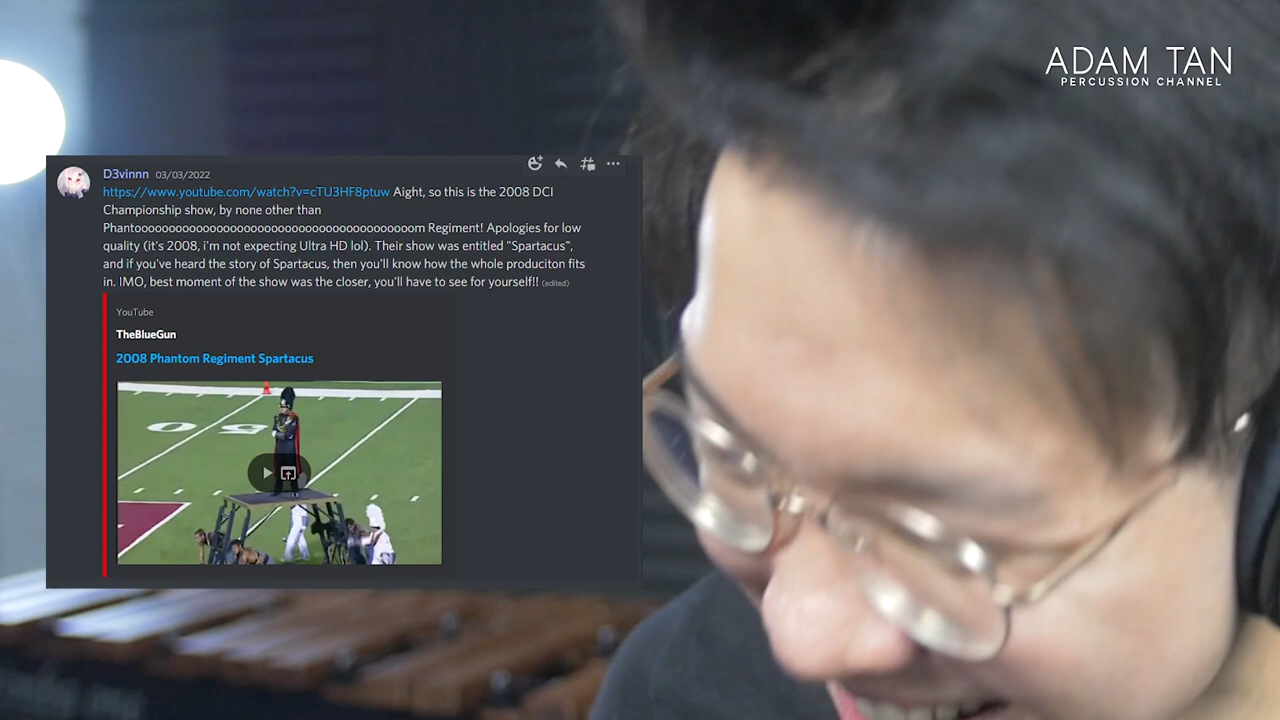 ADAM TAN
PERCUSSION CHANNEL
D3vinnn 03/03/2022
https://www.youtube.com/watch?v=cTU3HF8ptuw Aight, so this is the 2008 DCI
Championship show, by none other than
Phantooooooooooooooooooooooooooooooooooooooooom Regiment! Apologies for low
quality (it's 2008, i'm not expecting Ultra HD lol). Their show was entitled "Spartacus",
and if you've heard the story of Spartacus, then you'll know how the whole produciton fits
in. IMO, best moment of the show was the closer, you'll have to see for yourself!! (edited)
YouTube
TheBlueGun
2008 Phantom Regiment Spartacus